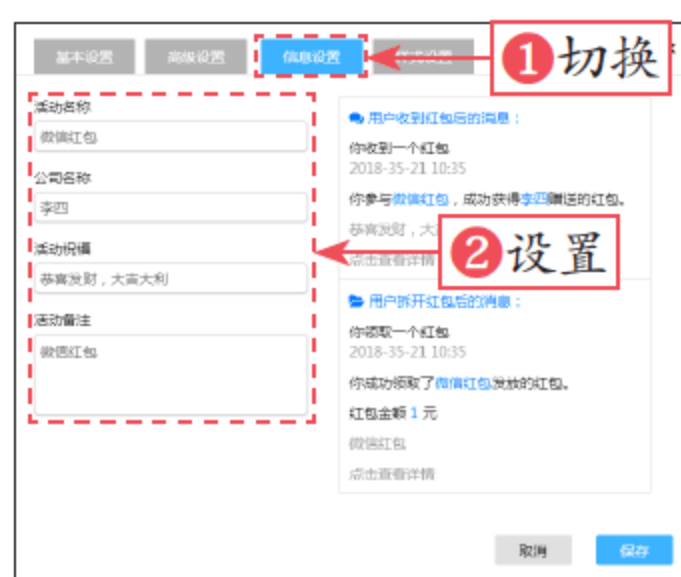 基本设置 高级设置 信息设置 样式设置
❶切换
活动名称
微信红包
公司名称
李四
活动祝福
恭喜发财，大吉大利
活动备注
微信红包
用户收到红包后的消息：
你收到一个红包
2018-35-21 10:35
你参与微信红包，成功获得李四赠送的红包。
恭喜发财，大
点击查看详情
❷设置
用户拆开红包后的消息：
你领取一个红包
2018-35-21 10:35
你成功领取了微信红包发放的红包。
红包金额 1 元
微信红包
点击查看详情
取消 保存